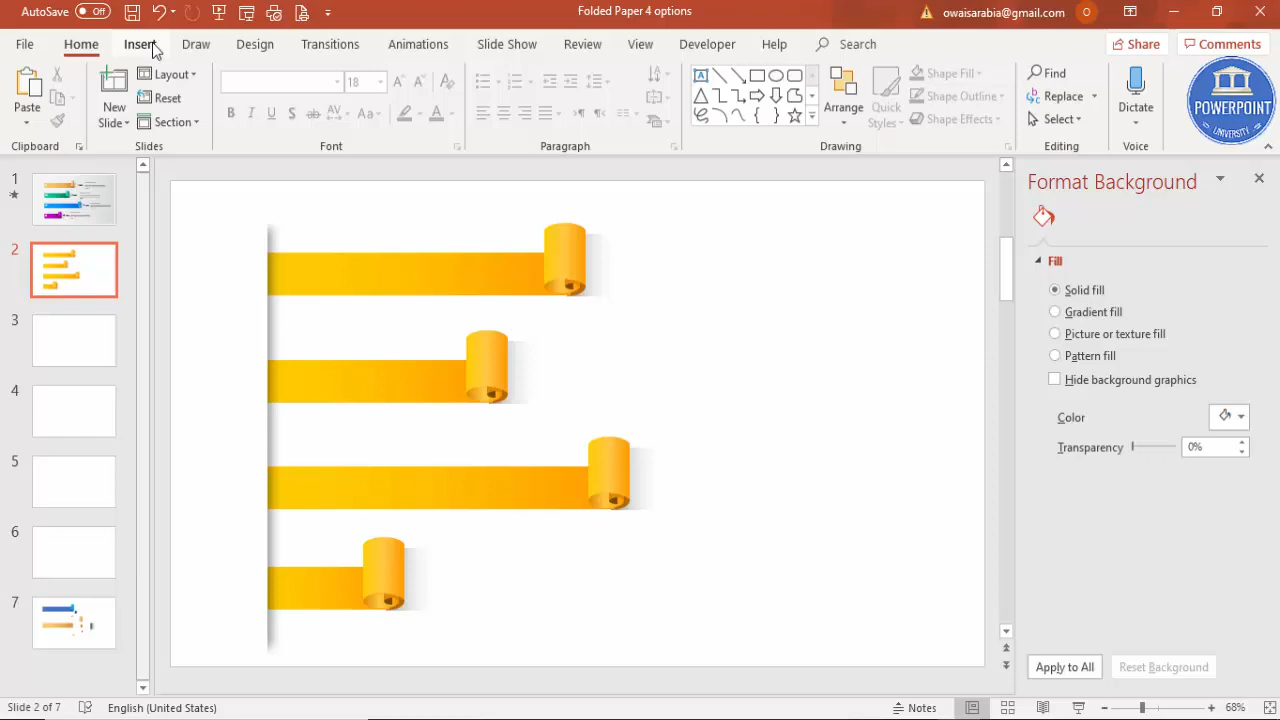 AutoSave Off Folded Paper 4 options owaisarabia@gmail.com O
File Home Insert Draw Design Transitions Animations Slide Show Review View Developer Help Search Share Comments
Paste
Clipboard
New
Slide
Layout
Reset
Section
Slides
18
B I U S ab AV Aa A
Font
Paragraph
Arrange
Quick
Styles
Shape Fill
Shape Outline
Shape Effects
Drawing
Find
Replace
Select
Editing
Dictate
Voice
POWERPOINT
UNIVERSITY
1
2
3
4
5
6
7
Format Background
Fill
Solid fill
Gradient fill
Picture or texture fill
Pattern fill
Hide background graphics
Color
Transparency 0%
Apply to All Reset Background
Slide 2 of 7 English (United States) Notes 68%